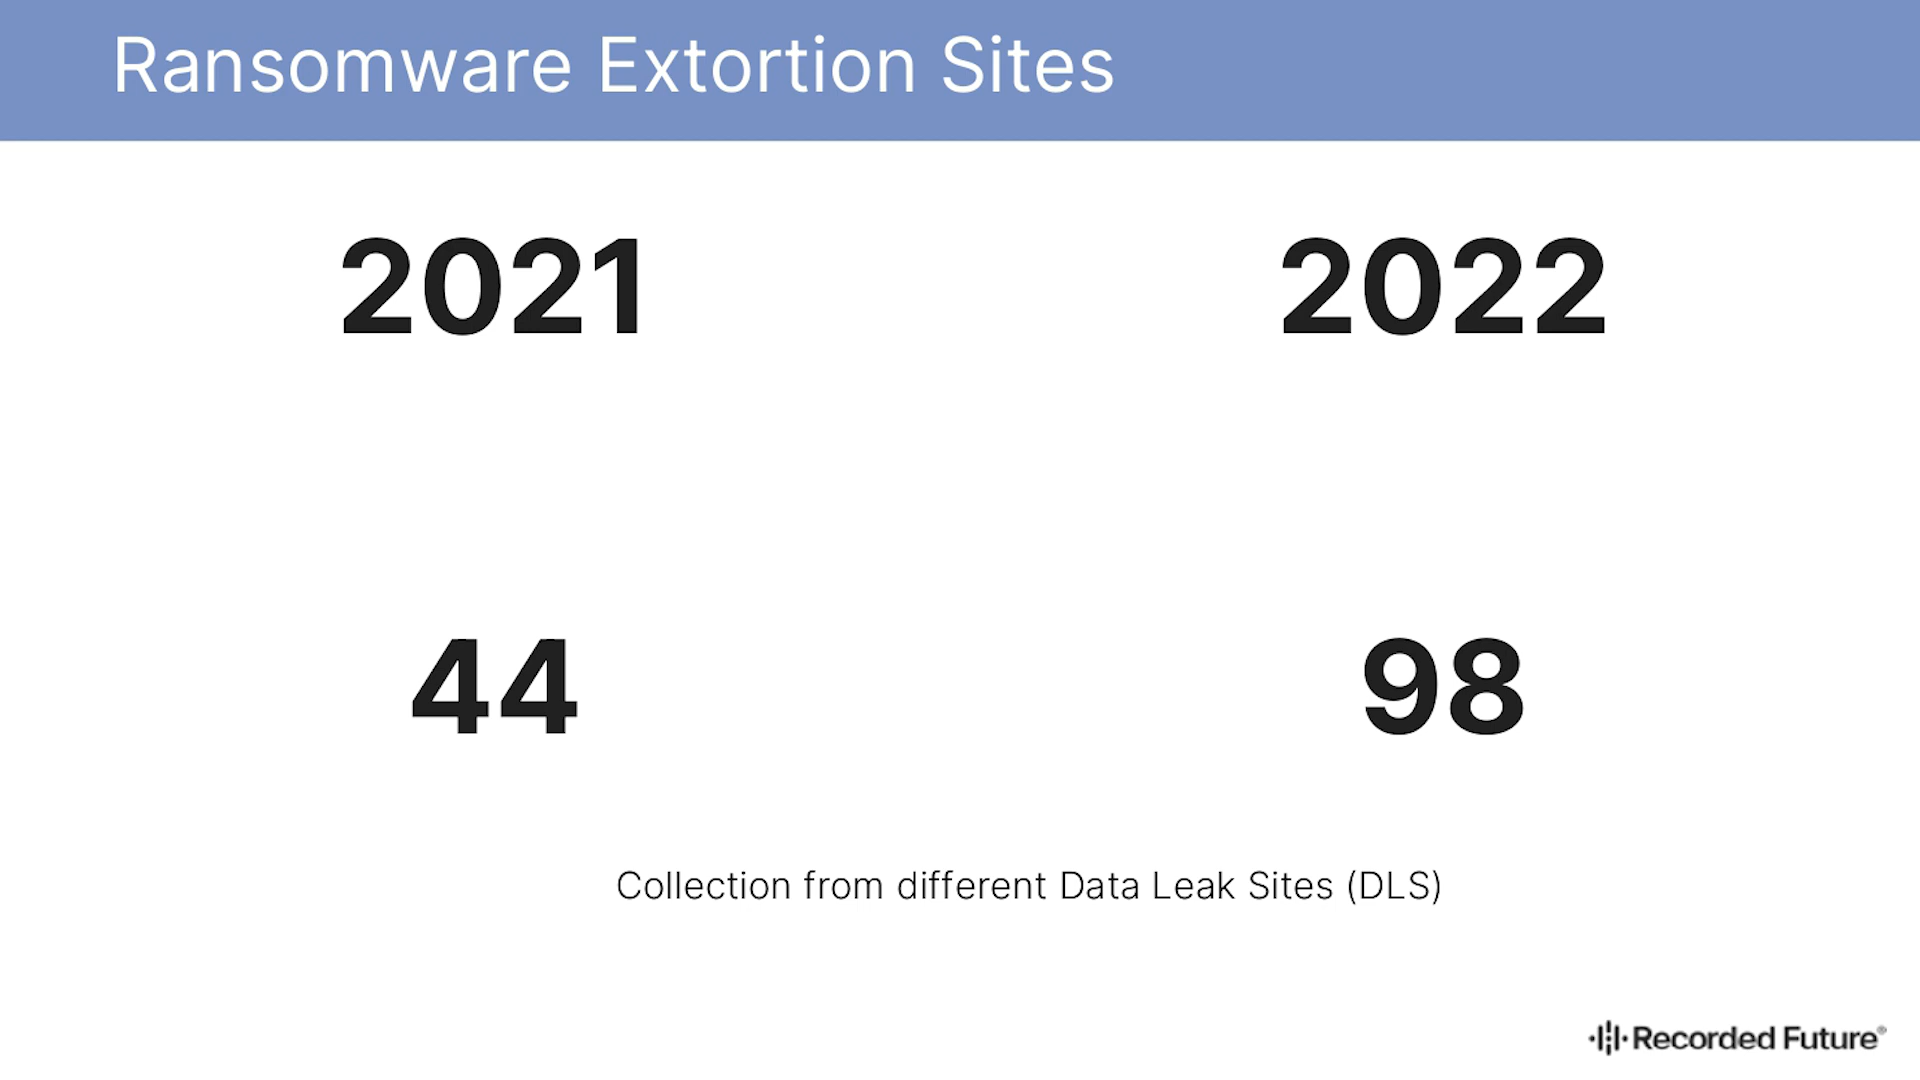 Ransomware Extortion Sites
2021 2022
44 98
Collection from different Data Leak Sites (DLS)
Recorded Future®